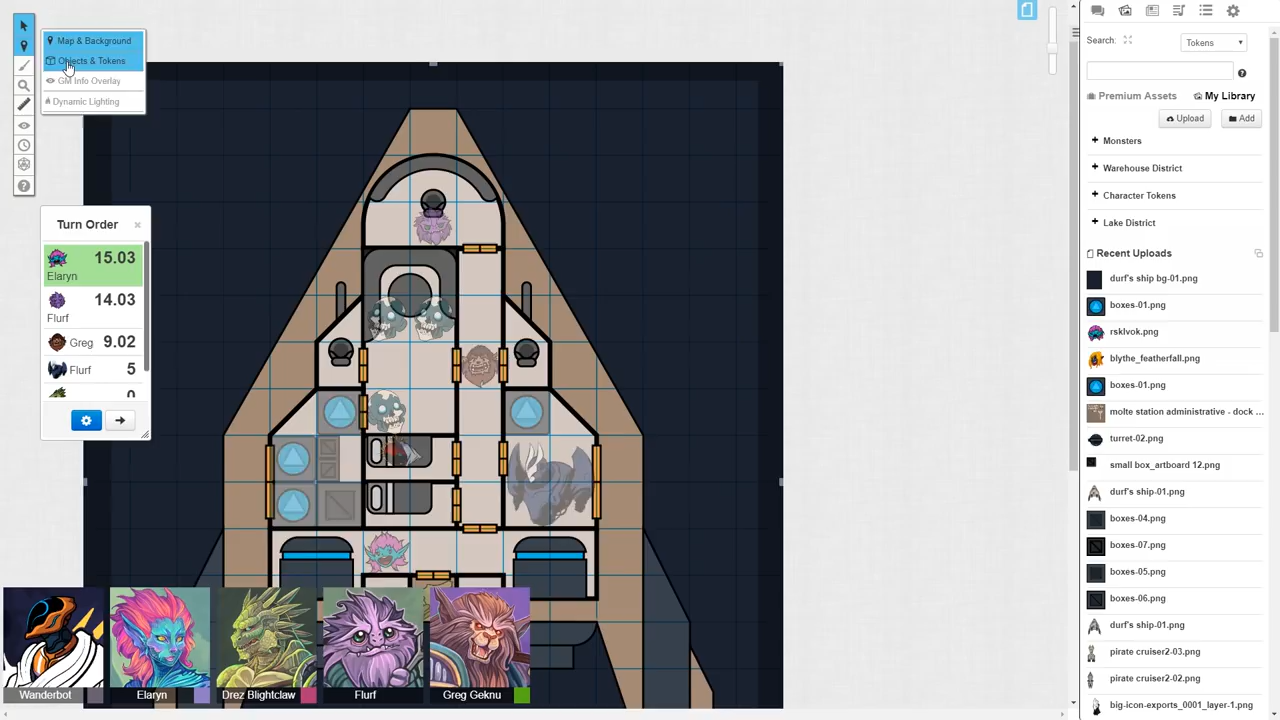 Map & Background
Objects & Tokens
GM Info Overlay
Dynamic Lighting
Turn Order
×
15.03
Elaryn
14.03
Flurf
Greg 9.02
Flurf 5
0
Wanderbot
Elaryn
Drez Blightclaw
Flurf
Greg Geknu
Search:
Tokens
Premium Assets
My Library
Upload
Add
Monsters
Warehouse District
Character Tokens
Lake District
Recent Uploads
durf's ship bg-01.png
boxes-01.png
rsklvok.png
blythe_featherfall.png
boxes-01.png
molte station administrative - dock ...
turret-02.png
small box_artboard 12.png
durf's ship-01.png
boxes-04.png
boxes-07.png
boxes-05.png
boxes-06.png
durf's ship-01.png
pirate cruiser2-03.png
pirate cruiser2-02.png
big-icon-exports_0001_layer-1.png